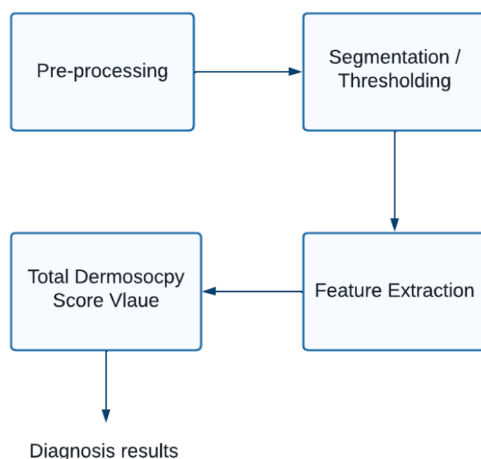 Pre-processing
Segmentation /
Thresholding
Feature Extraction
Total Dermosocpy
Score Vlaue
Diagnosis results